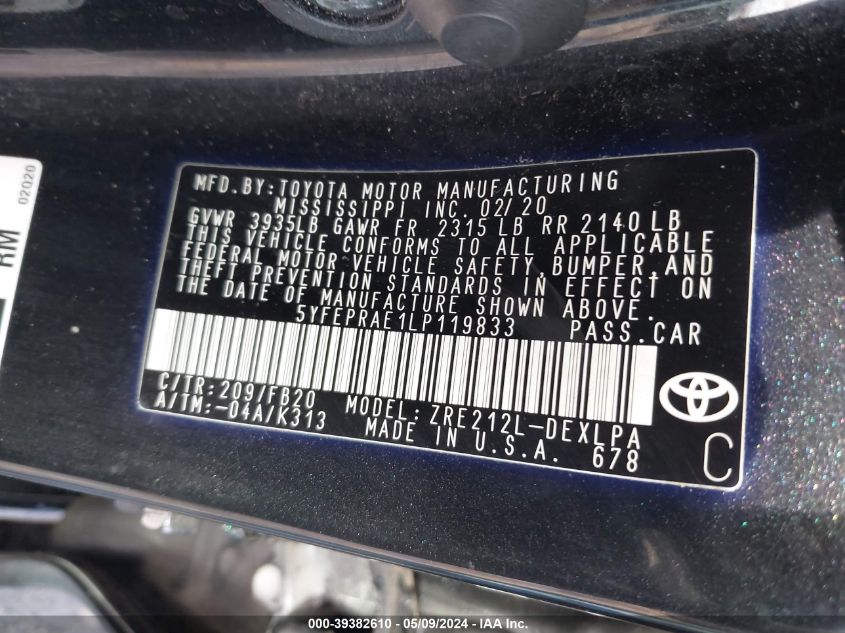 02020
RM
MFD.BY:TOYOTA MOTOR MANUFACTURING
MISSISSIPPI INC. 02/20
GVWR 3935LB GAWR FR 2315 LB RR 2140 LB
THIS VEHICLE CONFORMS TO ALL APPLICABLE
FEDERAL MOTOR VEHICLE SAFETY,BUMPER,AND
THEFT PREVENTION STANDARDS IN EFFECT ON
THE DATE OF MANUFACTURE SHOWN ABOVE.
5YFEPRAE1LP119833 PASS.CAR
C/TR:209/FB20 MODEL:ZRE212L-DEXLPA
A/TM:-04A/K313 MADE IN U.S.A. 678
C
000-39382610 — 05/09/2024 — IAA Inc.